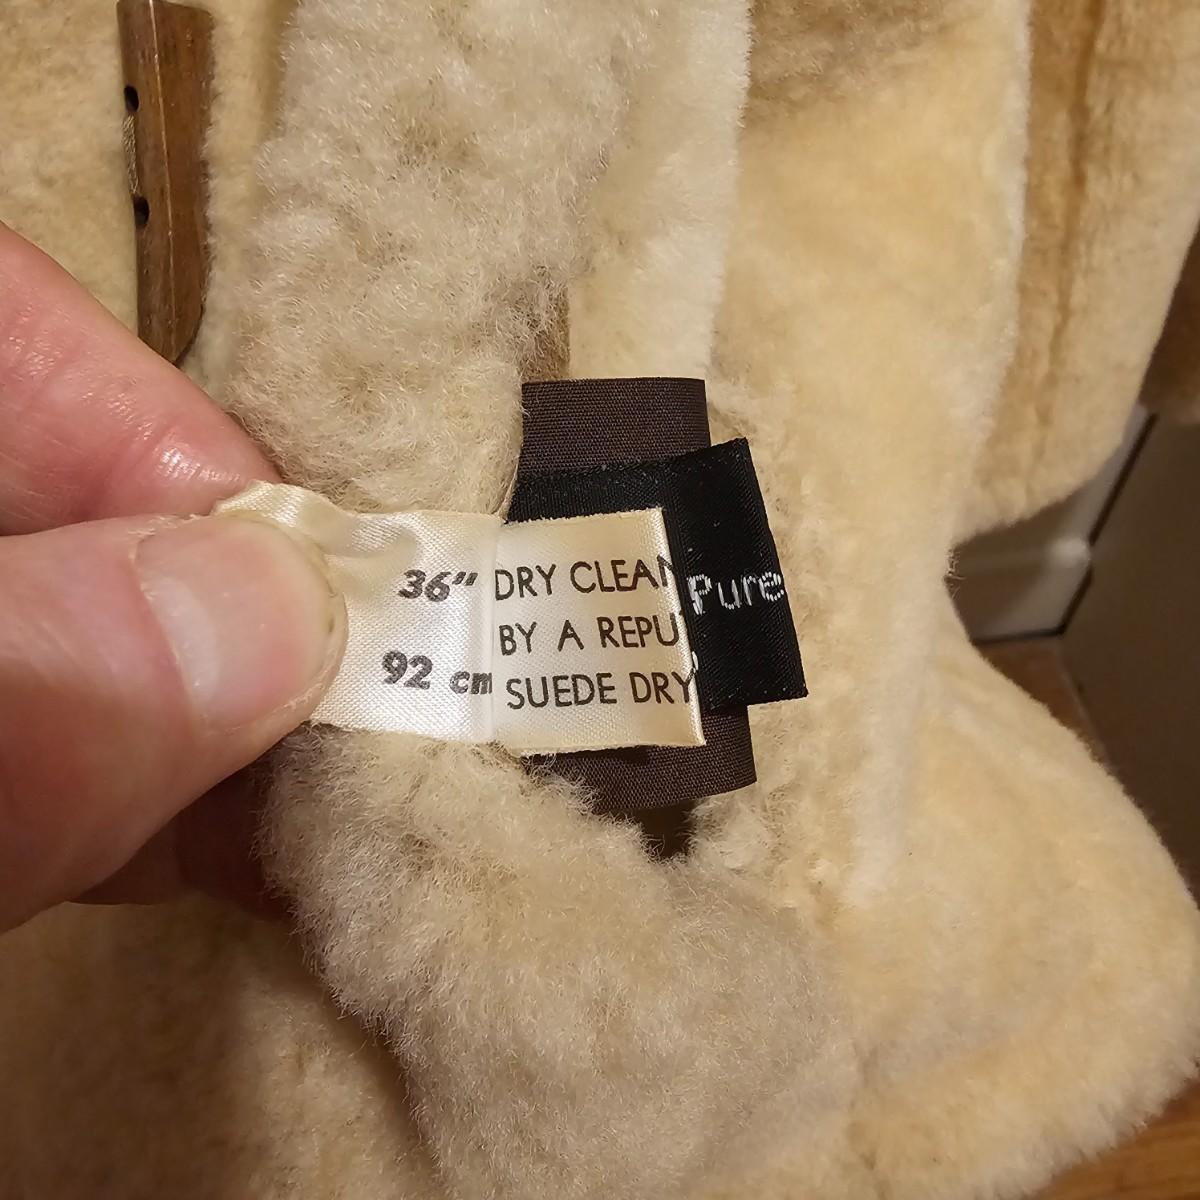 36"
92 cm
DRY CLEAN
BY A REPU
SUEDE DRY
Pure